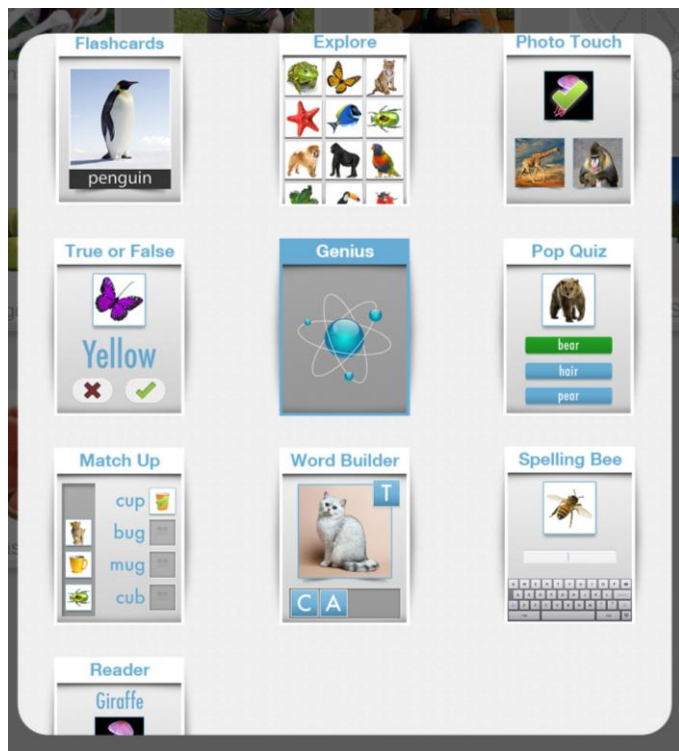 Flashcards
Explore
Photo Touch
penguin
True or False
Genius
Pop Quiz
Yellow
bear
hair
pear
Match Up
Word Builder
Spelling Bee
cup
bug
mug
cub
T
C A
Reader
Giraffe